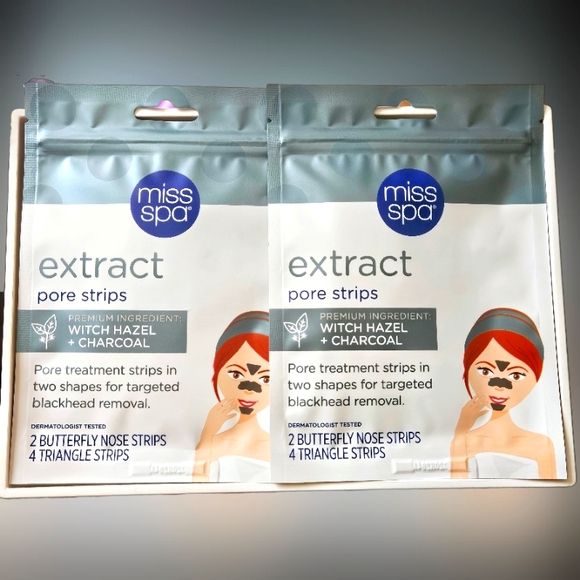 miss
spa®
extract
pore strips
PREMIUM INGREDIENT:
WITCH HAZEL
+ CHARCOAL
Pore treatment strips in
two shapes for targeted
blackhead removal.
DERMATOLOGIST TESTED
2 BUTTERFLY NOSE STRIPS
4 TRIANGLE STRIPS
miss
spa®
extract
pore strips
PREMIUM INGREDIENT:
WITCH HAZEL
+ CHARCOAL
Pore treatment strips in
two shapes for targeted
blackhead removal.
DERMATOLOGIST TESTED
2 BUTTERFLY NOSE STRIPS
4 TRIANGLE STRIPS